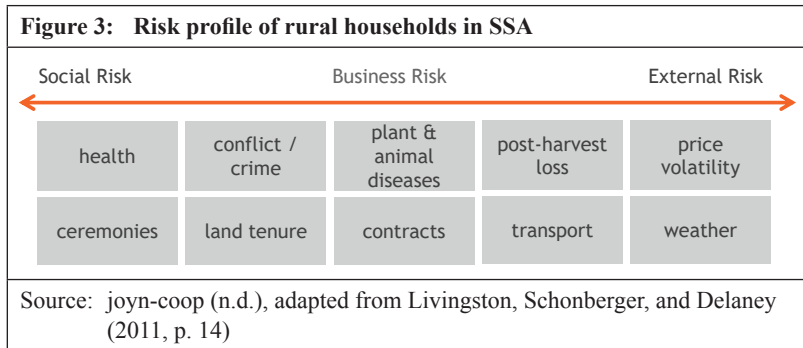 Figure 3: Risk profile of rural households in SSA
Social Risk Business Risk External Risk
health
conflict /
crime
plant &
animal
diseases
post-harvest
loss
price
volatility
ceremonies
land tenure
contracts
transport
weather
Source: joyn-coop (n.d.), adapted from Livingston, Schonberger, and Delaney
(2011, p. 14)